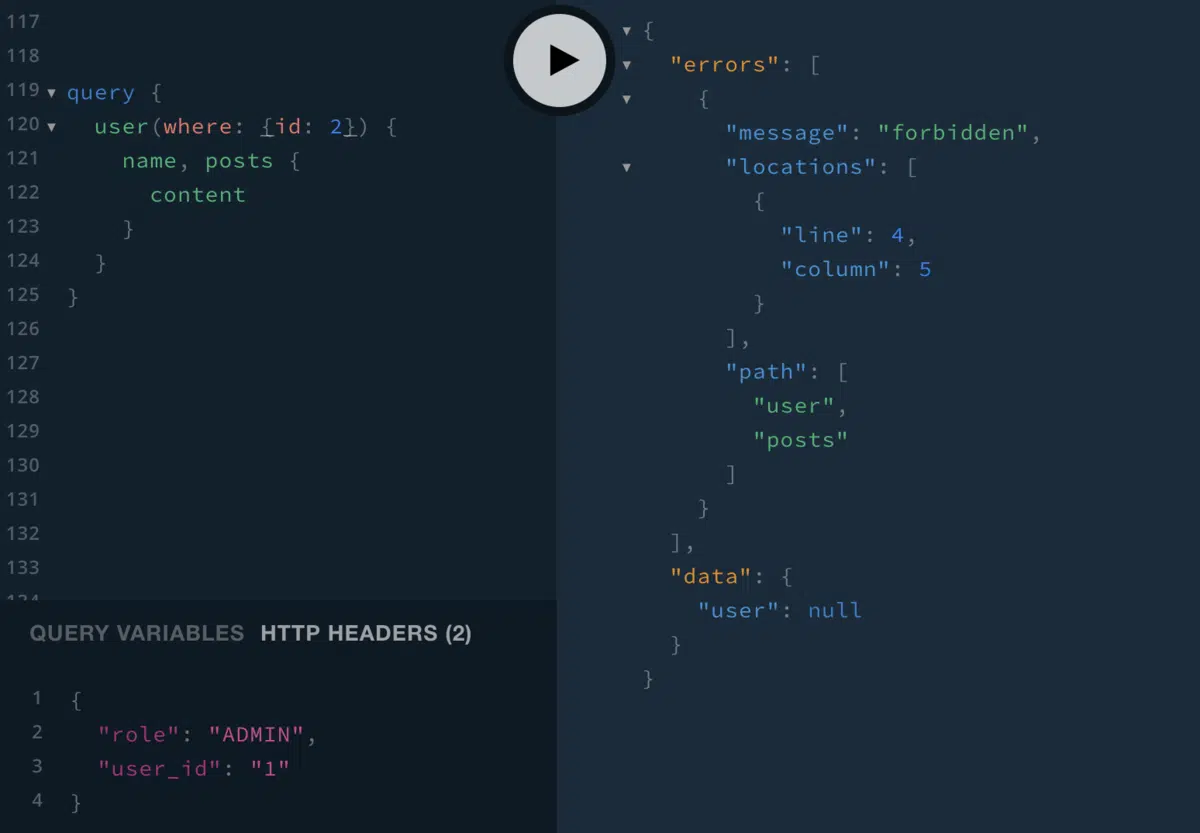 117
118
119 ▾ query {
120 ▾ user(where: {id: 2}) {
121 name, posts {
122 content
123 }
124 }
125 }
126
127
128
129
130
131
132
133
134
QUERY VARIABLES HTTP HEADERS (2)
1 {
2 "role": "ADMIN",
3 "user_id": "1"
4 }
▾ {
▾ "errors": [
▾ {
"message": "forbidden",
▾ "locations": [
{
"line": 4,
"column": 5
}
],
"path": [
"user",
"posts"
]
}
],
"data": {
"user": null
}
}